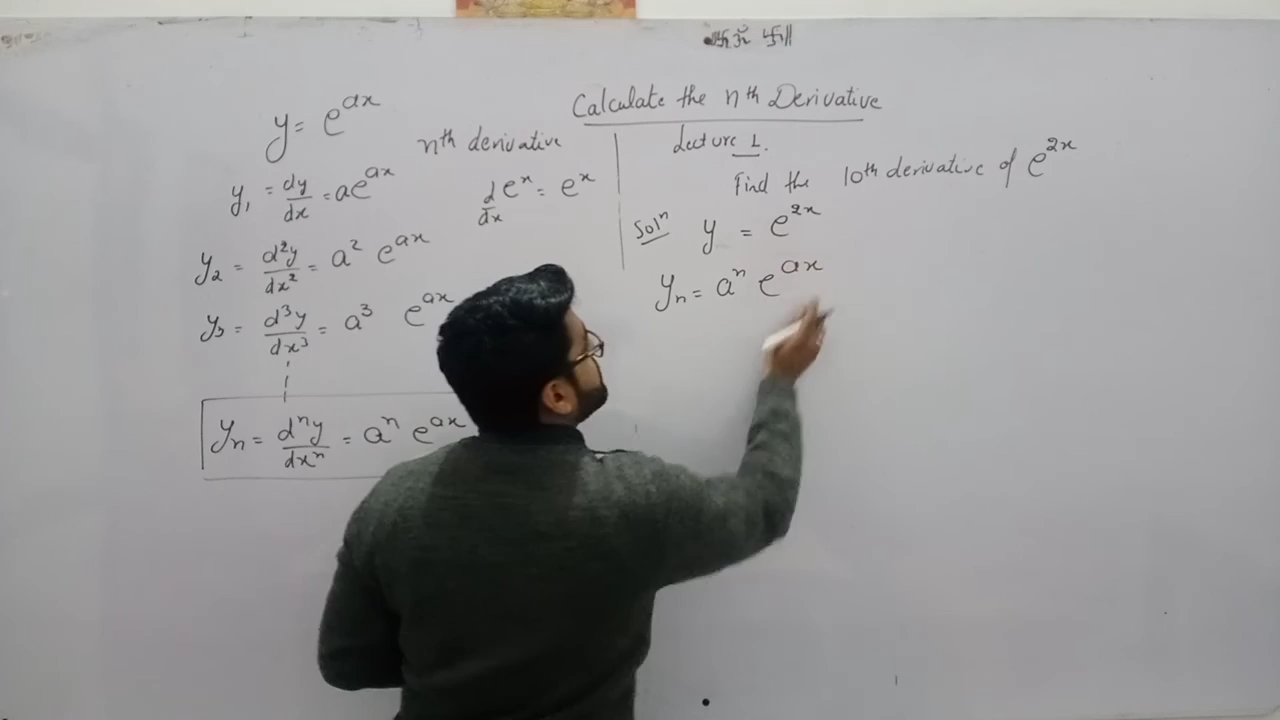 卐 ॐ 卐
Calculate the nth Derivative
Lecture 1.
y = e^{ax}
nth derivative
y₁ = dy/dx = ae^{ax}
d/dx e^x = e^x
y₂ = d²y/dx² = a² e^{ax}
y₃ = d³y/dx³ = a³ e^{ax}
yₙ = dⁿy/dxⁿ = aⁿ e^{ax}
Find the 10th derivative of e^{2x}
Solⁿ y = e^{2x}
yₙ = aⁿ e^{ax}